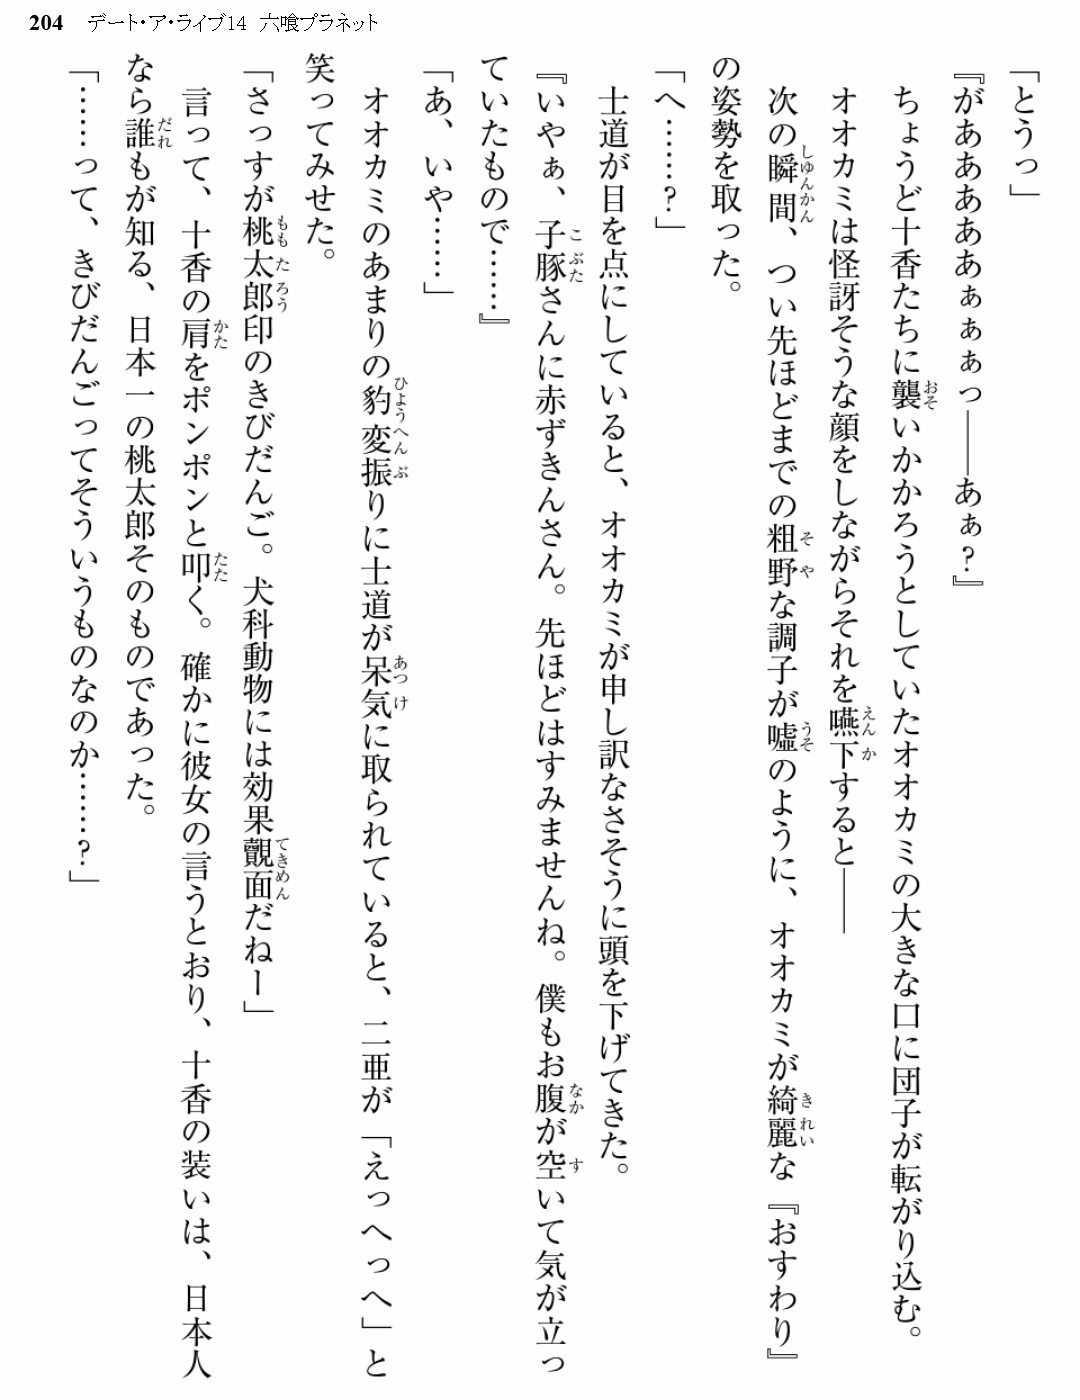 204 デート・ア・ライブ14 六喰プラネット
「とうっ」
『がああああああぁぁぁっ――あぁ?』
ちょうど十香たちに襲いかかろうとしていたオオカミの大きな口に団子が転がり込む。
オオカミは怪訝そうな顔をしながらそれを嚥下すると――
次の瞬間、つい先ほどまでの粗野な調子が嘘のように、オオカミが綺麗な『おすわり』
の姿勢を取った。
「へ……?」
士道が目を点にしていると、オオカミが申し訳なさそうに頭を下げてきた。
『いやぁ、子豚さんに赤ずきんさん。先ほどはすみませんね。僕もお腹が空いて気が立っ
ていたもので……』
「あ、いや……」
オオカミのあまりの豹変振りに士道が呆気に取られていると、二亜が「えっへっへ」と
笑ってみせた。
「さっすが桃太郎印のきびだんご。犬科動物には効果覿面だねー」
言って、十香の肩をポンポンと叩く。確かに彼女の言うとおり、十香の装いは、日本人
なら誰もが知る、日本一の桃太郎そのものであった。
「……って、きびだんごってそういうものなのか……?」